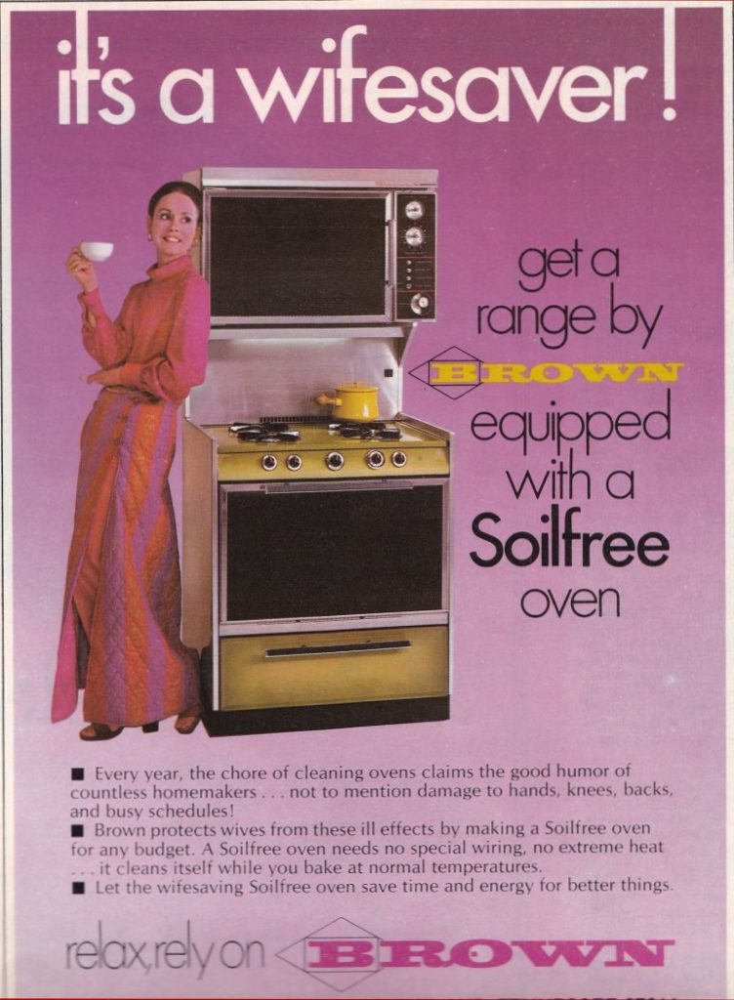 it's a wifesaver!
get a
range by
BROWN
equipped
with a
Soilfree
oven
■ Every year, the chore of cleaning ovens claims the good humor of
countless homemakers . . . not to mention damage to hands, knees, backs,
and busy schedules!
■ Brown protects wives from these ill effects by making a Soilfree oven
for any budget. A Soilfree oven needs no special wiring, no extreme heat
. . . it cleans itself while you bake at normal temperatures.
■ Let the wifesaving Soilfree oven save time and energy for better things.
relax, rely on BROWN